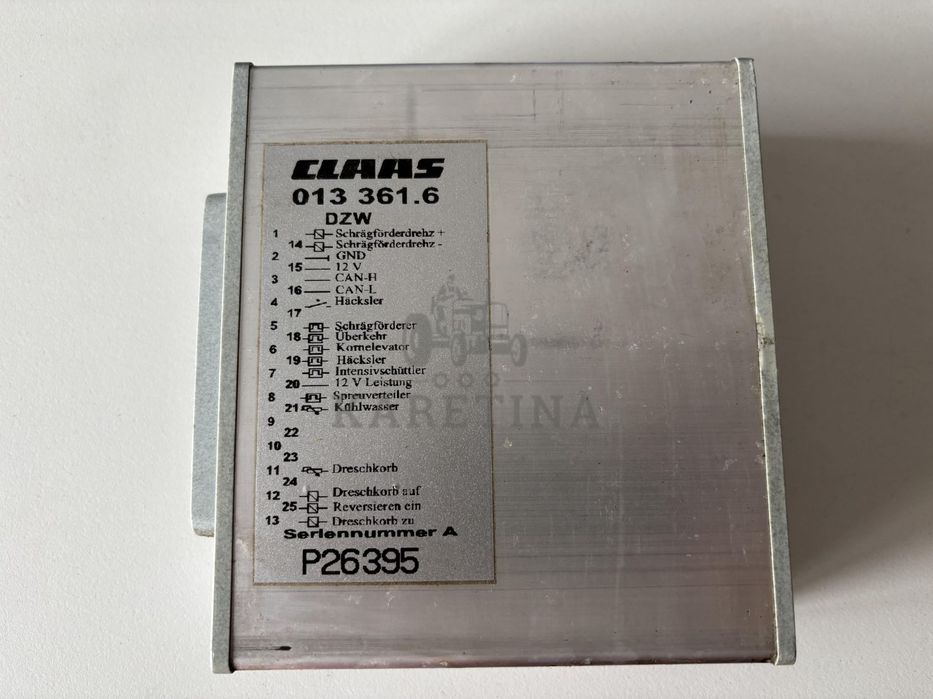 CLAAS
013 361.6
DZW
1 Schrägförderdrehz +
14 Schrägförderdrehz -
2 GND
15 12 V
3 CAN-H
16 CAN-L
4 Häcksler
17
5 Schrägförderer
18 Überkehr
6 Kornelevator
19 Häcksler
7 Intensivschüttler
20 12 V Leistung
8 Spreuverteiler
21 Kühlwasser
9
22
10
23
11 Dreschkorb
24
12 Dreschkorb auf
25 Reversieren ein
13 Dreschkorb zu
Seriennummer A
P26395
KARETINA